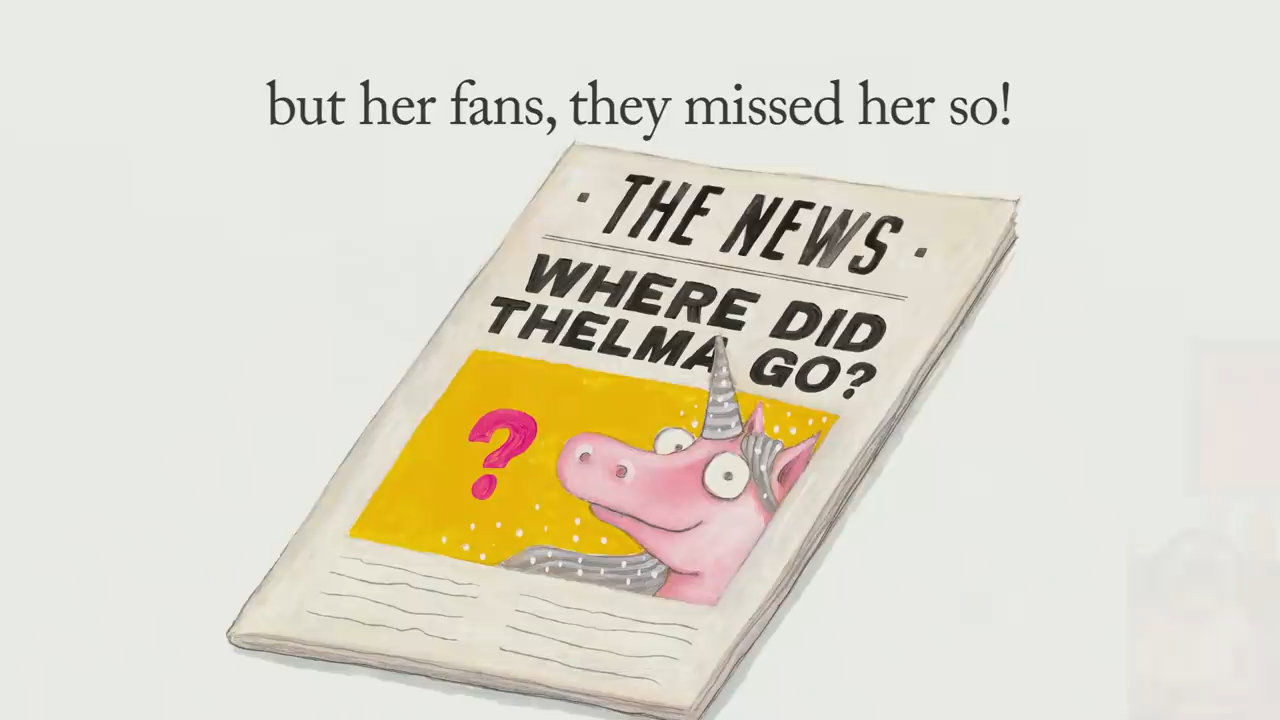 but her fans, they missed her so!
· THE NEWS ·
WHERE DID
THELMA GO?
?